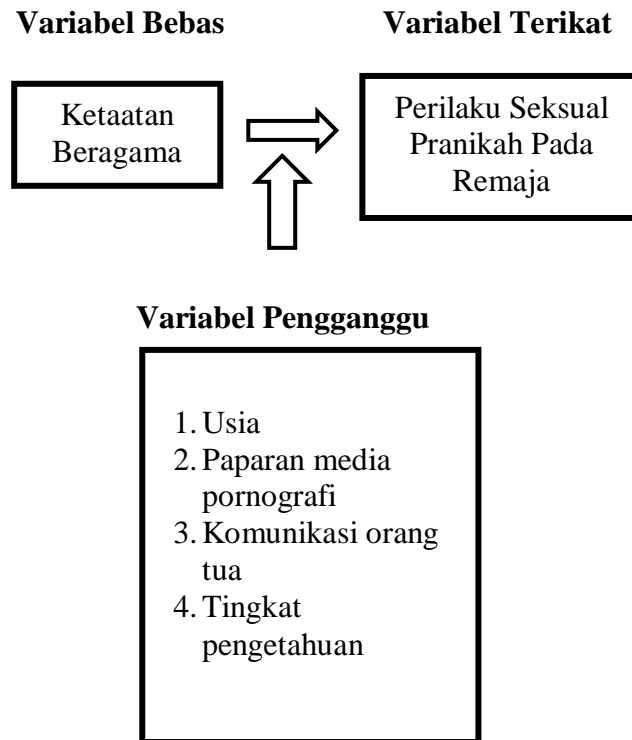 Variabel Bebas
Variabel Terikat
Ketaatan
Beragama
Perilaku Seksual
Pranikah Pada
Remaja
Variabel Pengganggu
1. Usia
2. Paparan media
pornografi
3. Komunikasi orang
tua
4. Tingkat
pengetahuan